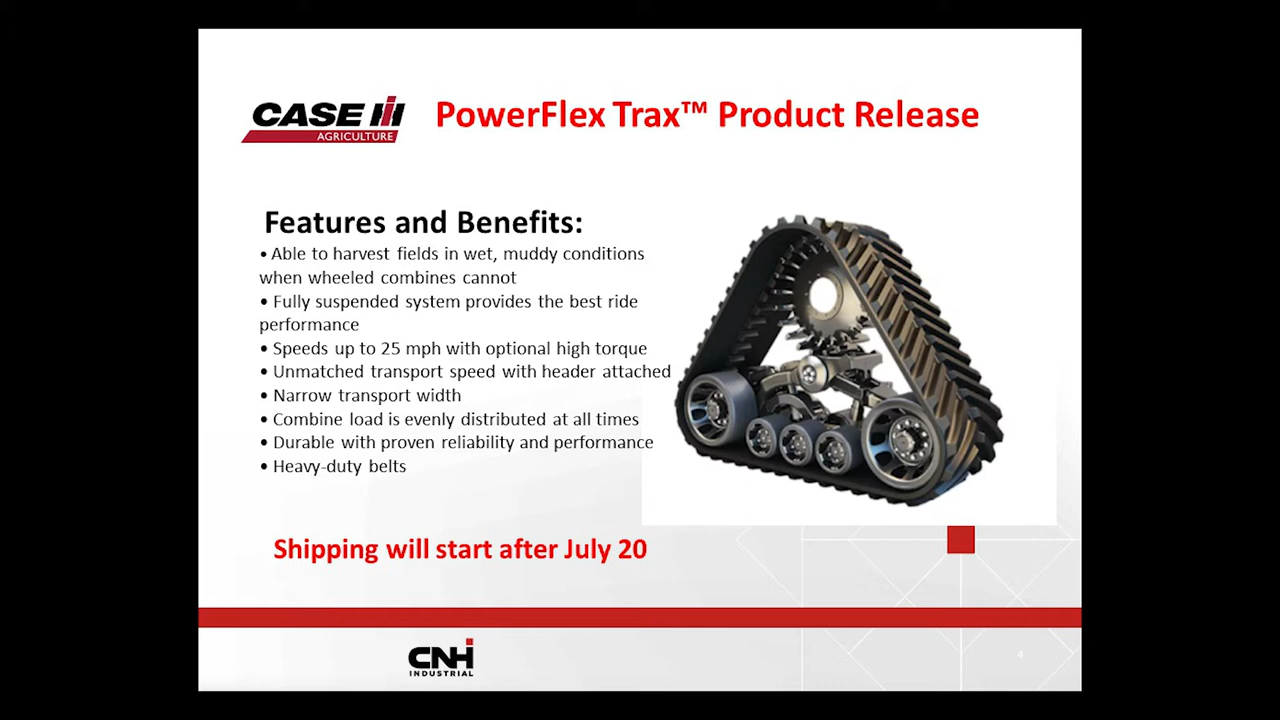 CASE IH
AGRICULTURE
PowerFlex Trax™ Product Release
Features and Benefits:
• Able to harvest fields in wet, muddy conditions
when wheeled combines cannot
• Fully suspended system provides the best ride
performance
• Speeds up to 25 mph with optional high torque
• Unmatched transport speed with header attached
• Narrow transport width
• Combine load is evenly distributed at all times
• Durable with proven reliability and performance
• Heavy-duty belts
Shipping will start after July 20
CNH
INDUSTRIAL
4